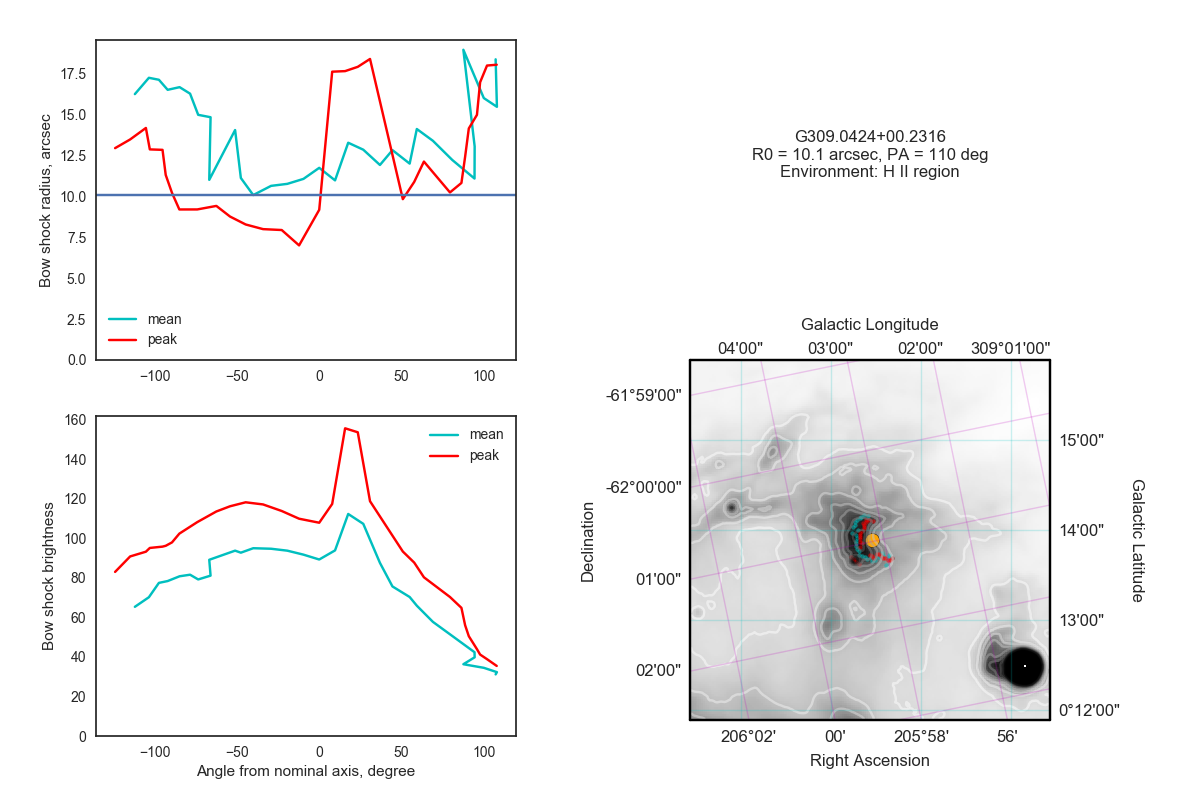 17.5
15.0
12.5
10.0
7.5
5.0
2.5
0.0
Bow shock radius, arcsec
mean
peak
−100 −50 0 50 100
160
140
120
100
80
60
40
20
0
Bow shock brightness
mean
peak
−100 −50 0 50 100
Angle from nominal axis, degree
G309.0424+00.2316
R0 = 10.1 arcsec, PA = 110 deg
Environment: H II region
Galactic Longitude
04'00" 03'00" 02'00" 309°01'00"
-61°59'00"
-62°00'00"
01'00"
02'00"
Declination
15'00"
14'00"
13'00"
0°12'00"
Galactic Latitude
206°02' 00' 205°58' 56'
Right Ascension